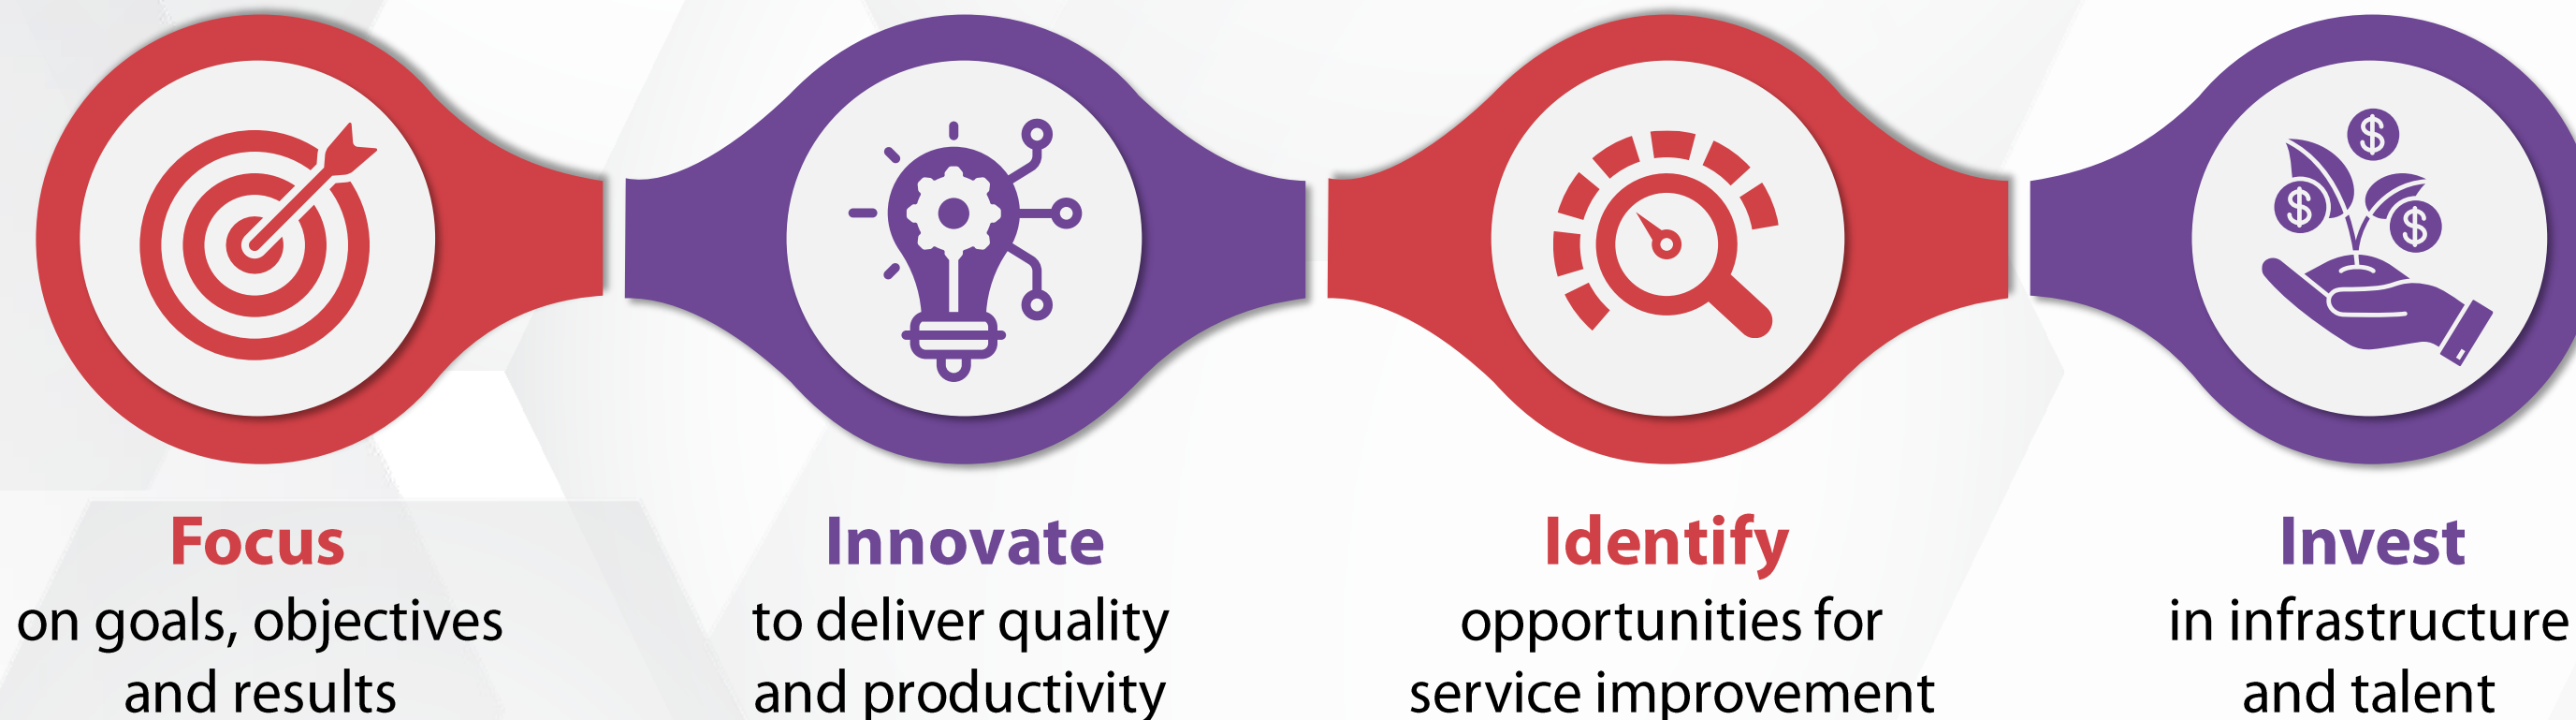 Focus
on goals, objectives
and results
Innovate
to deliver quality
and productivity
Identify
opportunities for
service improvement
Invest
in infrastructure
and talent
$
$
$